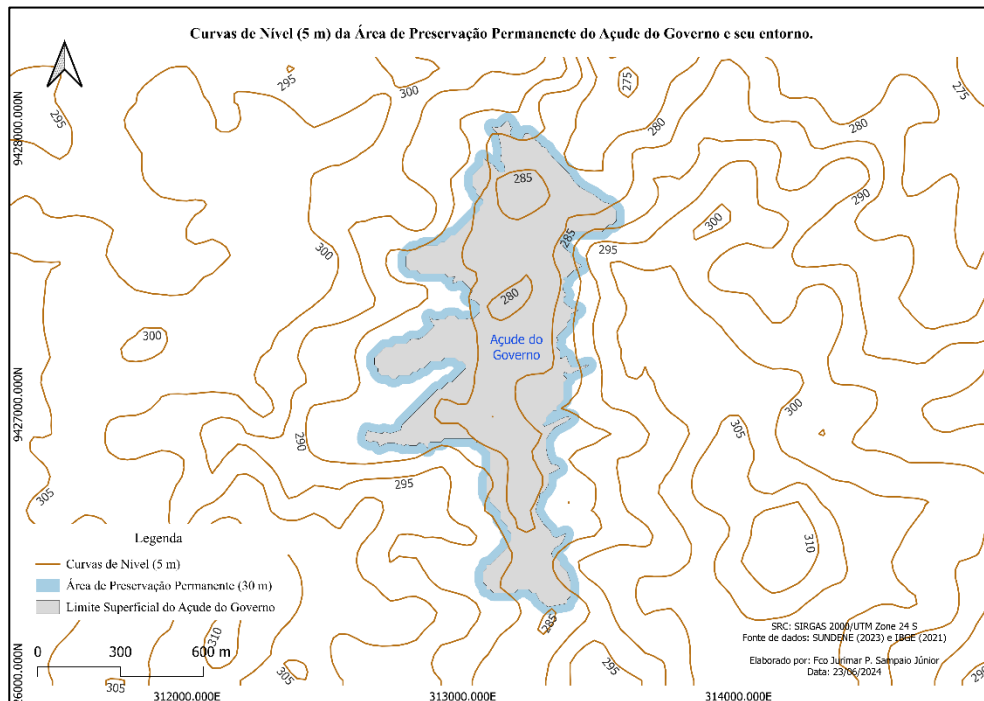 Curvas de Nível (5 m) da Área de Preservação Permanenete do Açude do Governo e seu entorno.
295
300
275
275
295
280
280
9428000.000N
285
290
300
285
295
300
280
300
Açude do
Governo
9427000.000N
300
305
290
295
305
310
Legenda
Curvas de Nível (5 m)
Área de Preservação Permanente (30 m)
Limite Superficial do Açude do Governo
310
285
SRC: SIRGAS 2000/UTM Zone 24 S
Fonte de dados: SUNDENE (2023) e IBGE (2021)
0 300 600 m
295
290
Elaborado por: Fco Jurimar P. Sampaio Júnior
Data: 23/06/2024
305
26000.000N
312000.000E 313000.000E 314000.000E